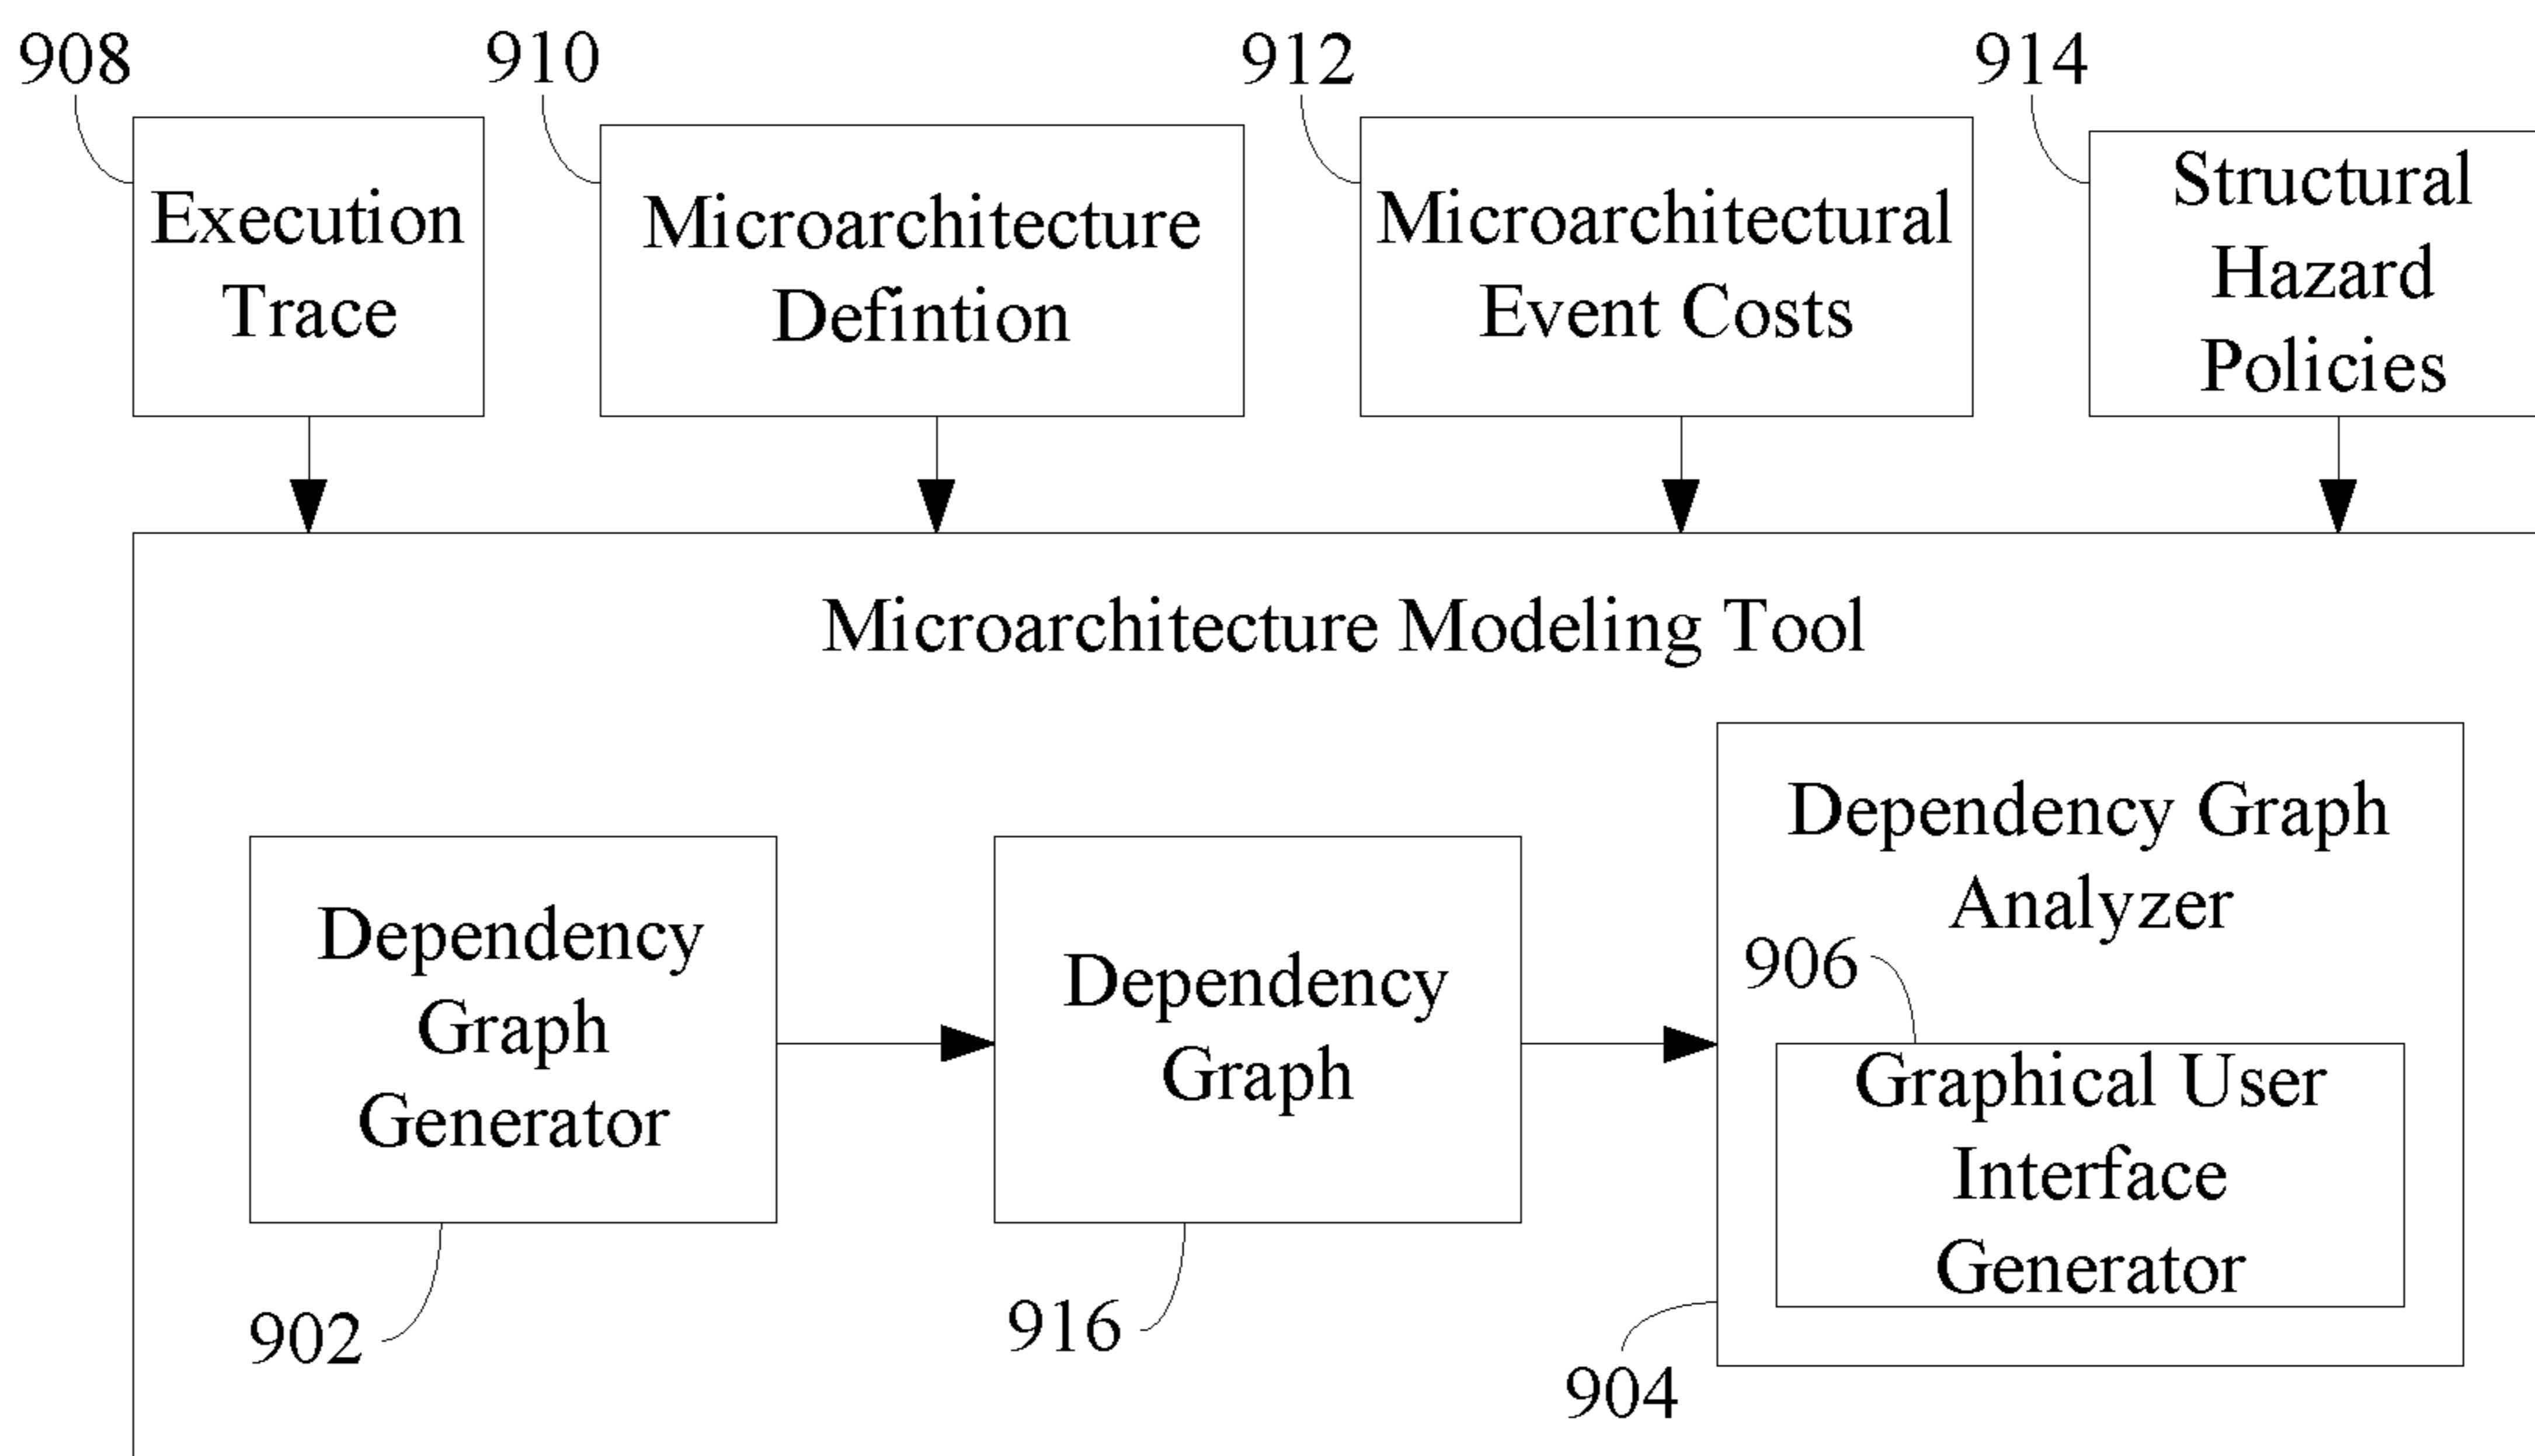 908
910
912
914
Execution
Trace
Microarchitecture
Defintion
Microarchitectural
Event Costs
Structural
Hazard
Policies
Microarchitecture Modeling Tool
Dependency
Graph
Generator
902
Dependency
Graph
916
Dependency Graph
Analyzer
906
Graphical User
Interface
Generator
904